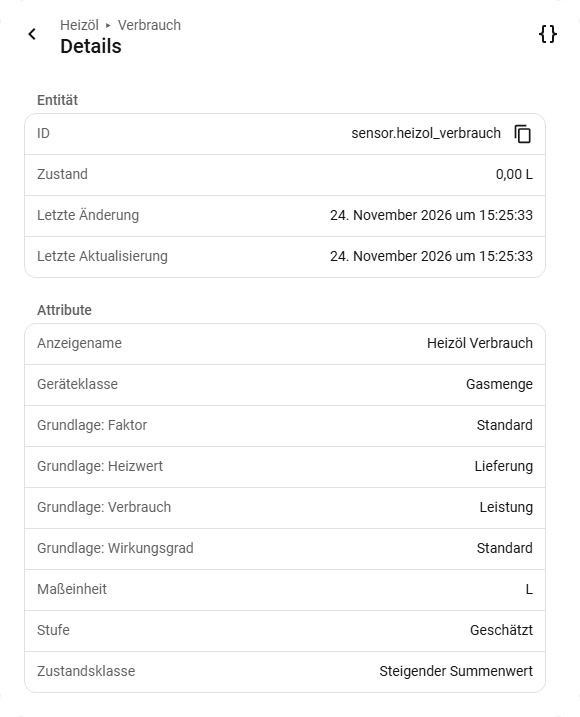 Heizöl ▸ Verbrauch
Details
{}
Entität
ID sensor.heizol_verbrauch
Zustand 0,00 L
Letzte Änderung 24. November 2026 um 15:25:33
Letzte Aktualisierung 24. November 2026 um 15:25:33
Attribute
Anzeigename Heizöl Verbrauch
Geräteklasse Gasmenge
Grundlage: Faktor Standard
Grundlage: Heizwert Lieferung
Grundlage: Verbrauch Leistung
Grundlage: Wirkungsgrad Standard
Maßeinheit L
Stufe Geschätzt
Zustandsklasse Steigender Summenwert